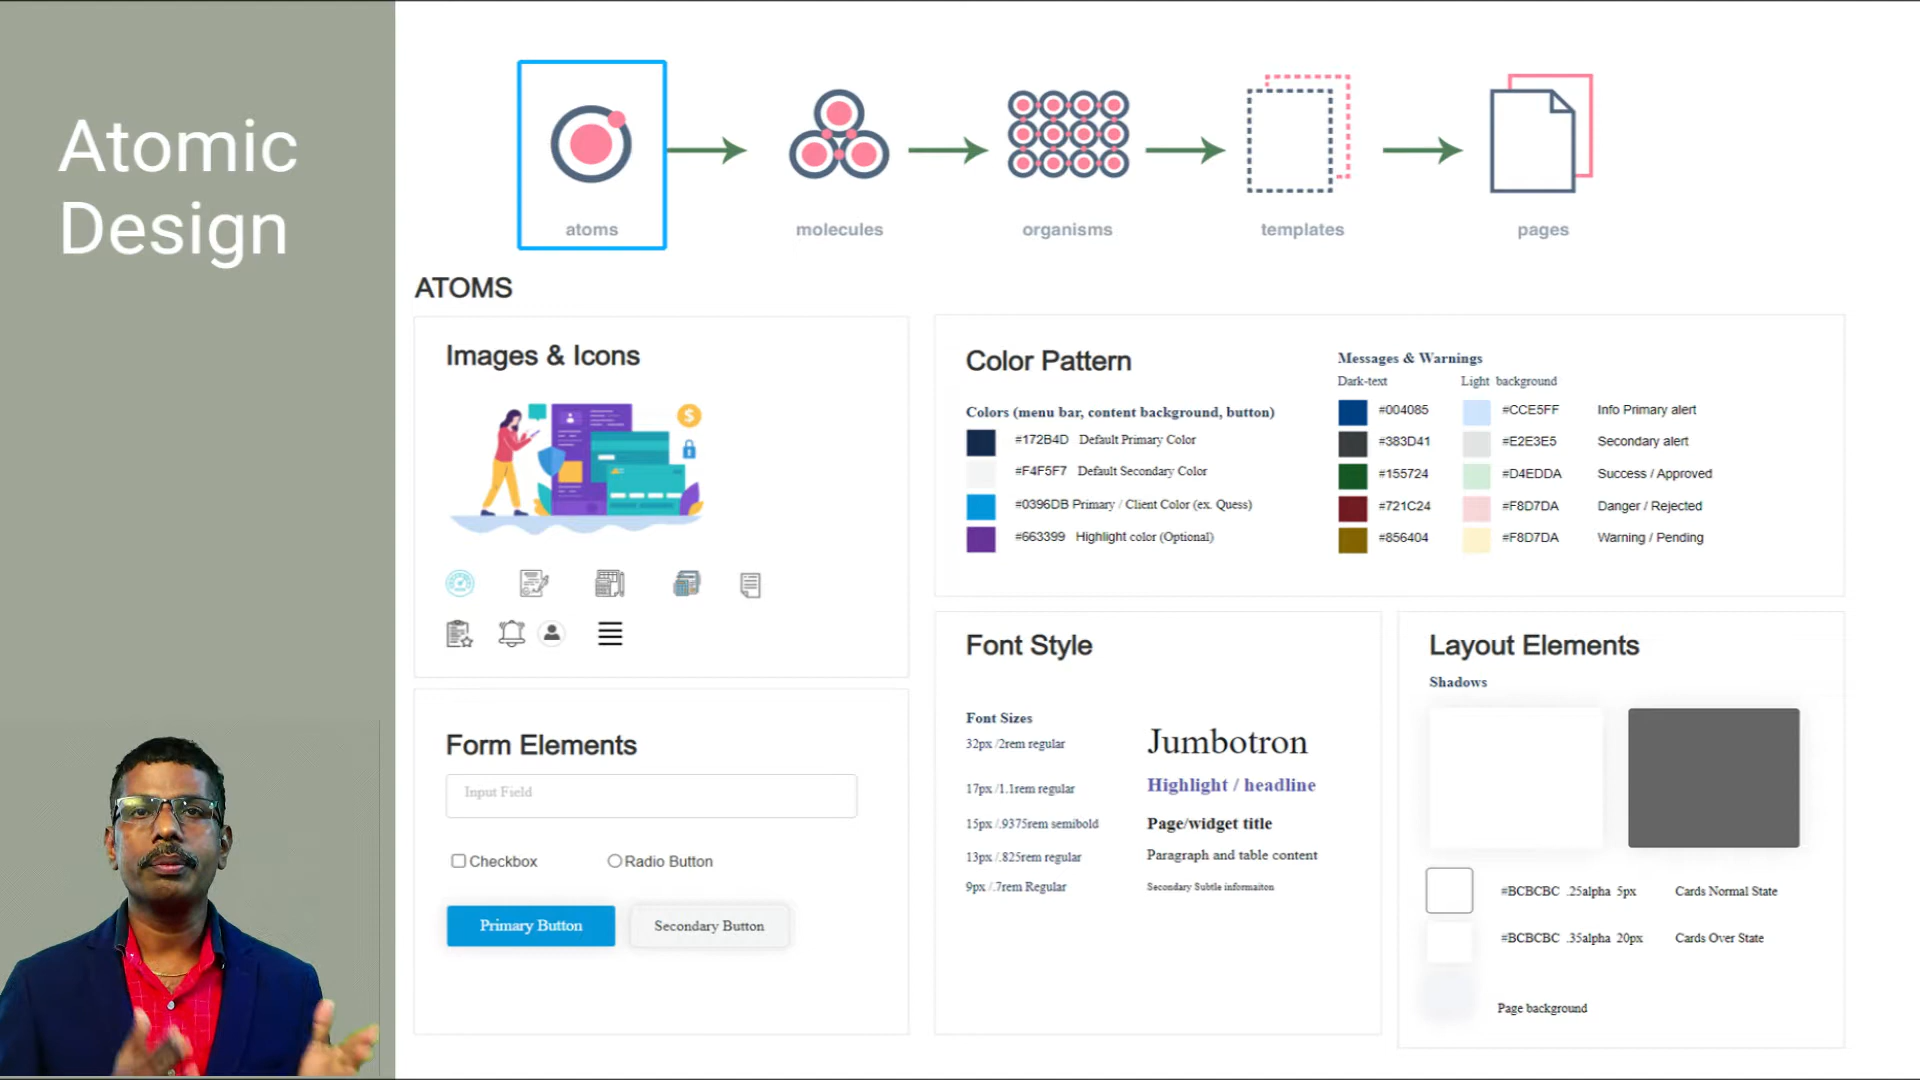 Atomic
Design
atoms
molecules
organisms
templates
pages
ATOMS
Images & Icons
Color Pattern
Colors (menu bar, content background, button)
#172B4D Default Primary Color
#F4F5F7 Default Secondary Color
#0396DB Primary / Client Color (ex. Quess)
#663399 Highlight color (Optional)
Messages & Warnings
Dark-text Light background
#004085 #CCE5FF Info Primary alert
#383D41 #E2E3E5 Secondary alert
#155724 #D4EDDA Success / Approved
#721C24 #F8D7DA Danger / Rejected
#856404 #F8D7DA Warning / Pending
Form Elements
Input Field
Checkbox Radio Button
Primary Button Secondary Button
Font Style
Font Sizes
32px /2rem regular Jumbotron
17px /1.1rem regular Highlight / headline
15px /.9375rem semibold Page/widget title
13px /.825rem regular Paragraph and table content
9px /.7rem Regular Secondary Subtle informaiton
Layout Elements
Shadows
#BCBCBC .25alpha 5px Cards Normal State
#BCBCBC .35alpha 20px Cards Over State
Page background